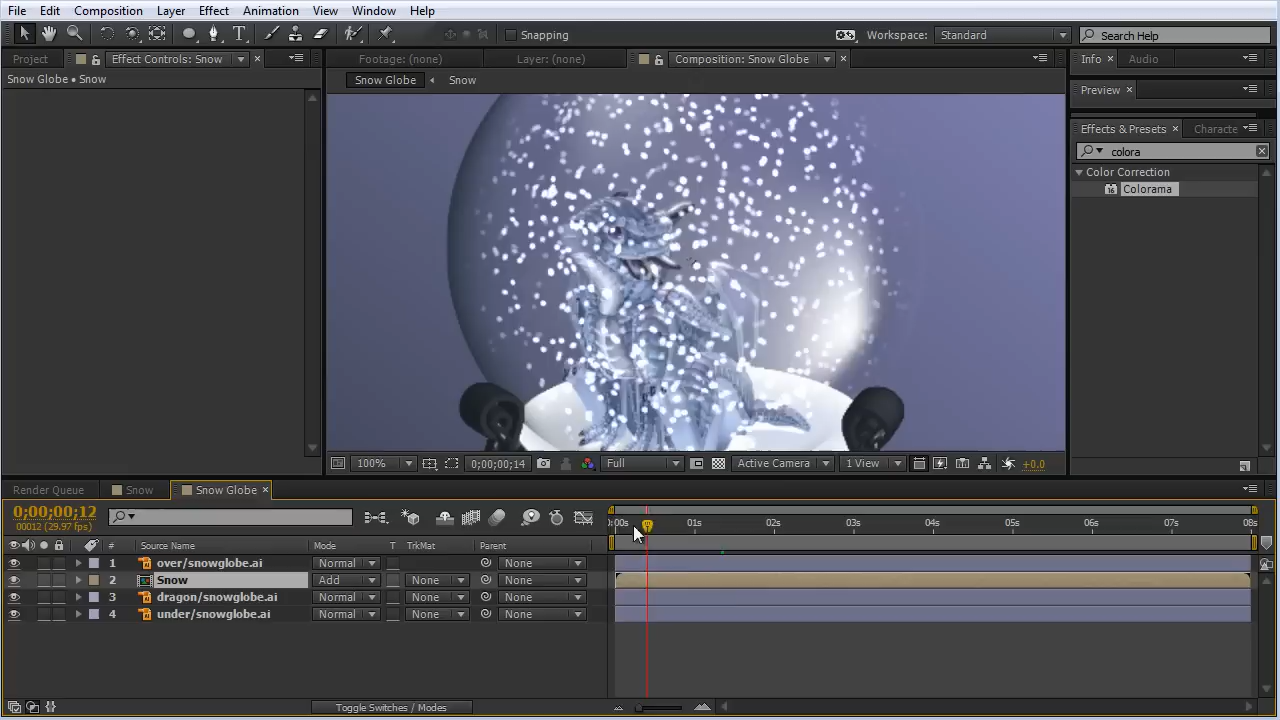 File Edit Composition Layer Effect Animation View Window Help
Snapping
Workspace: Standard
Search Help
Project
Effect Controls: Snow
Footage: (none)
Layer: (none)
Composition: Snow Globe
Info
Audio
Snow Globe • Snow
Snow Globe
Snow
Preview
Effects & Presets
Characte
colora
Color Correction
16 Colorama
100%
0;00;00;14
Full
Active Camera
1 View
+0.0
Render Queue
Snow
Snow Globe
0;00;00;12
00012 (29.97 fps)
00s 01s 02s 03s 04s 05s 06s 07s 08s
# Source Name Mode T TrkMat Parent
1 over/snowglobe.ai Normal None
2 Snow Add None None
3 dragon/snowglobe.ai Normal None None
4 under/snowglobe.ai Normal None None
Toggle Switches / Modes